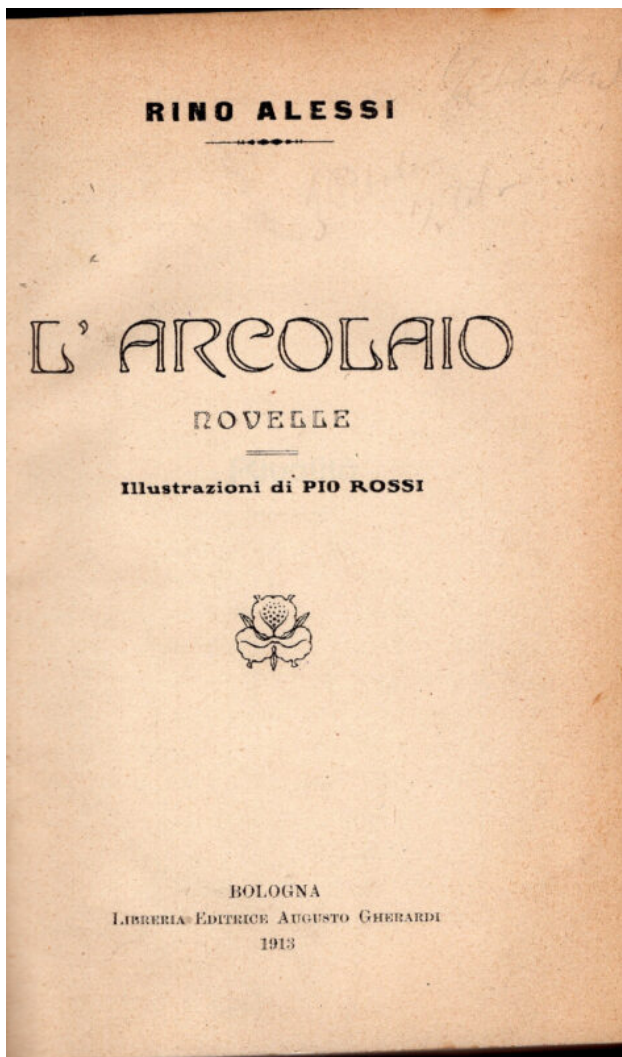 RINO ALESSI
L' ARCOLAIO
NOVELLE
Illustrazioni di PIO ROSSI
BOLOGNA
LIBRERIA EDITRICE AUGUSTO GHERARDI
1913